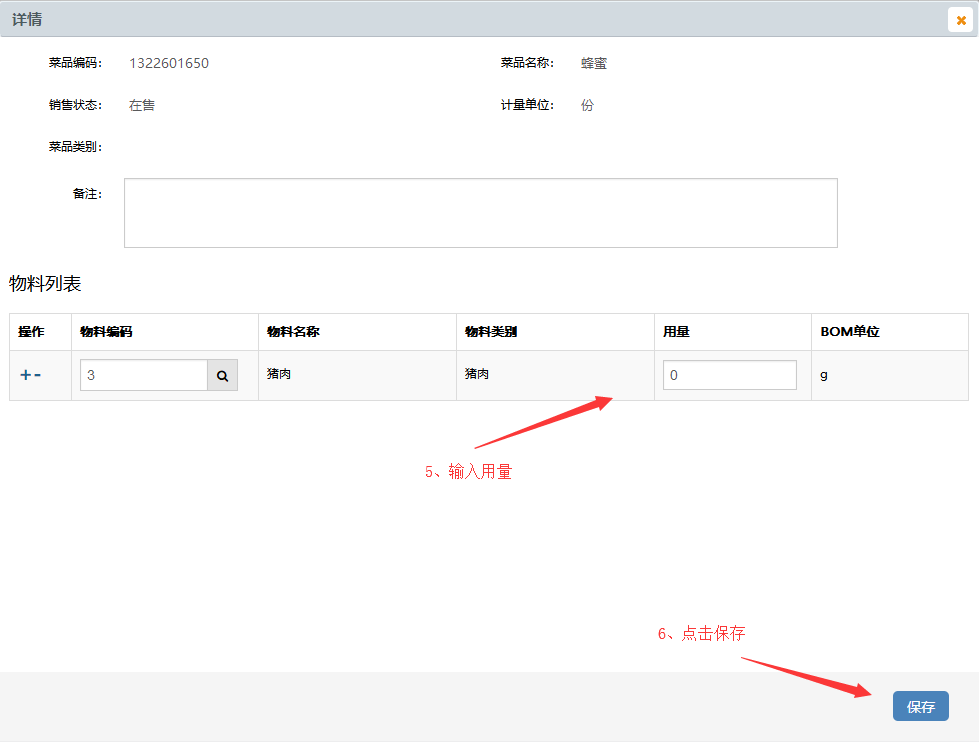 详情
菜品编码： 1322601650 菜品名称： 蜂蜜
销售状态： 在售 计量单位： 份
菜品类别：
备注：
物料列表
操作 物料编码 物料名称 物料类别 用量 BOM单位
+ - 3 猪肉 猪肉 0 g
5、输入用量
6、点击保存
保存